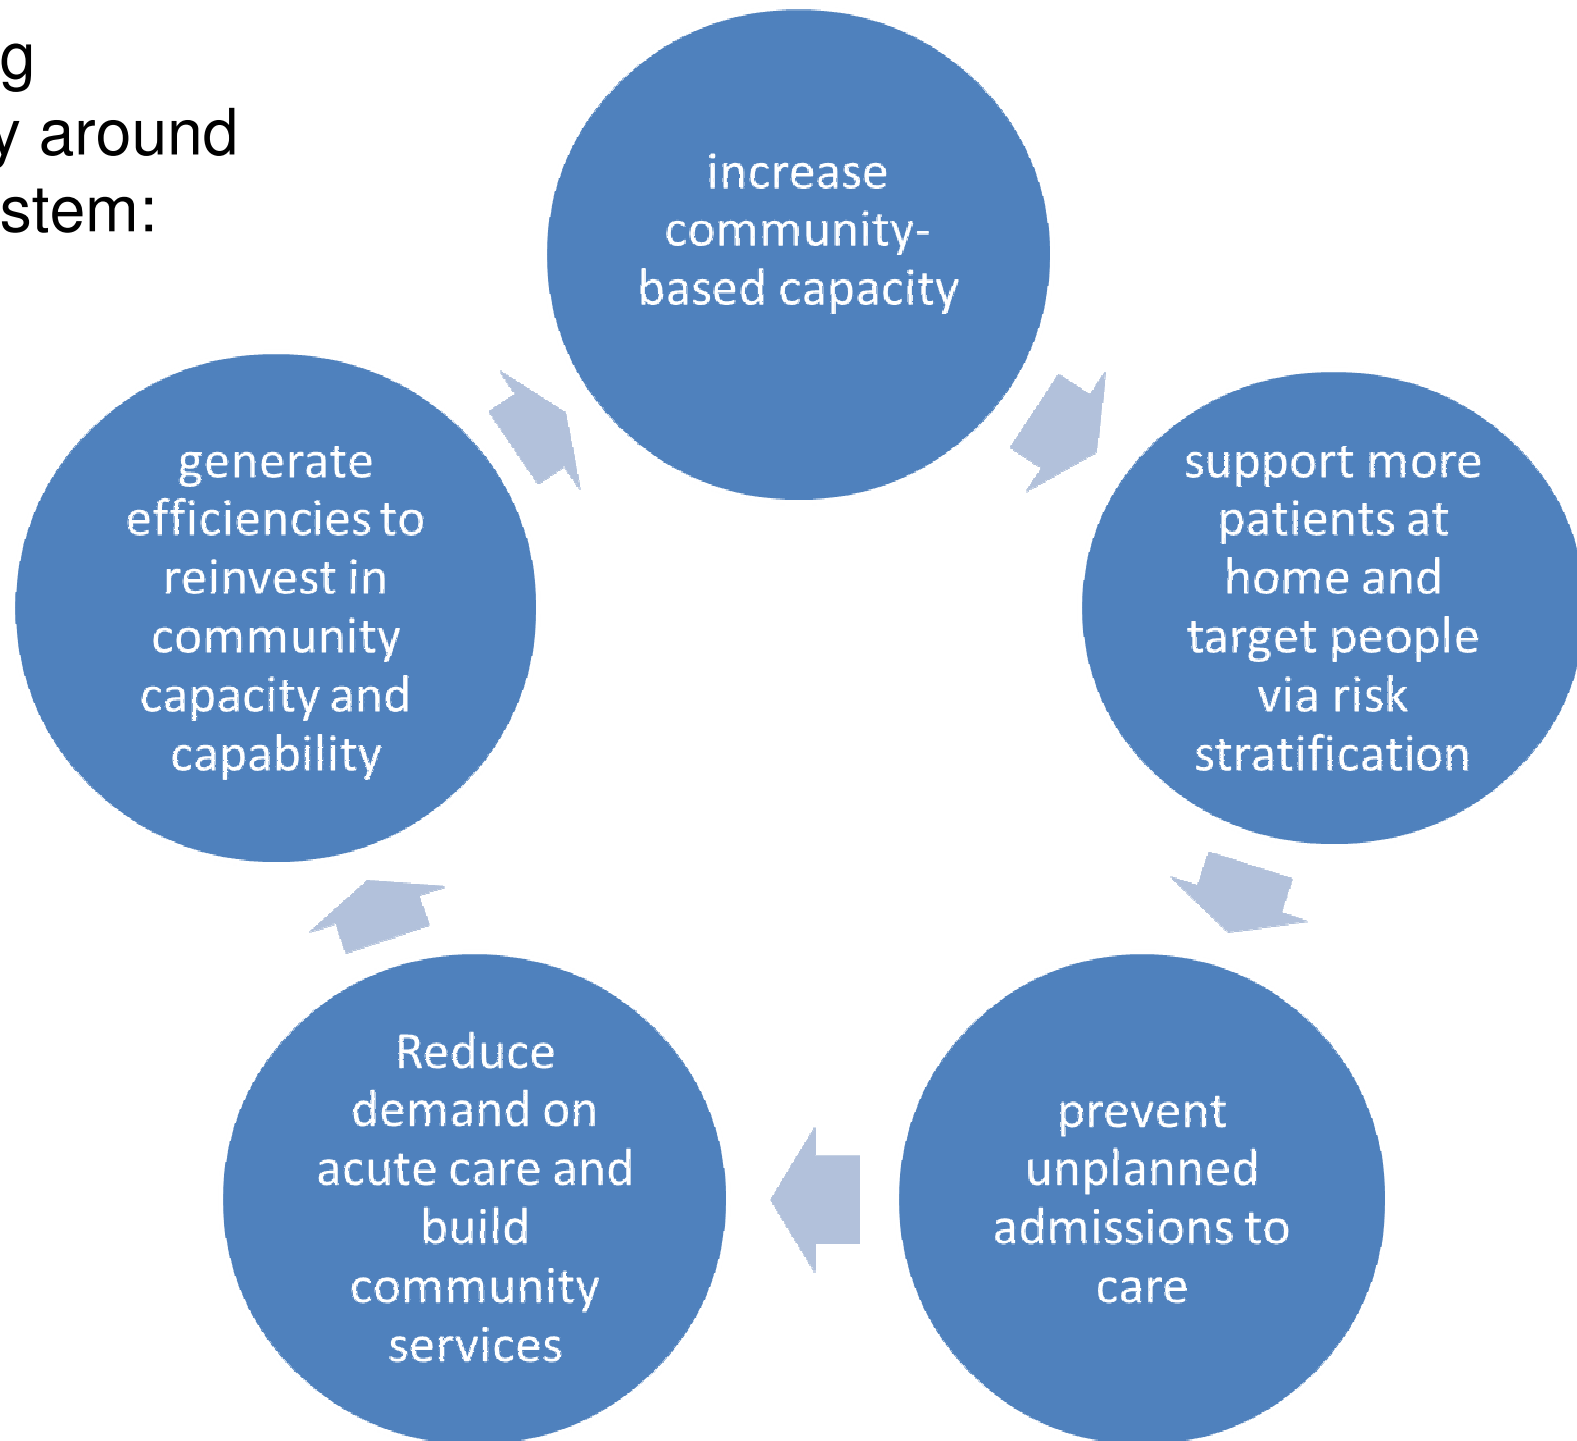 g
y around
stem:
increase
community-
based capacity
support more
patients at
home and
target people
via risk
stratification
prevent
unplanned
admissions to
care
Reduce
demand on
acute care and
build
community
services
generate
efficiencies to
reinvest in
community
capacity and
capability